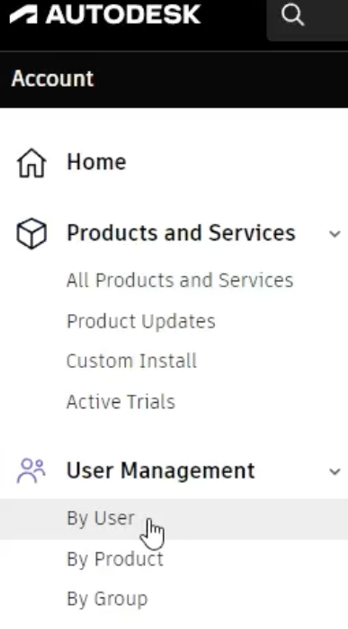 AUTODESK
Account
Home
Products and Services
All Products and Services
Product Updates
Custom Install
Active Trials
User Management
By User
By Product
By Group